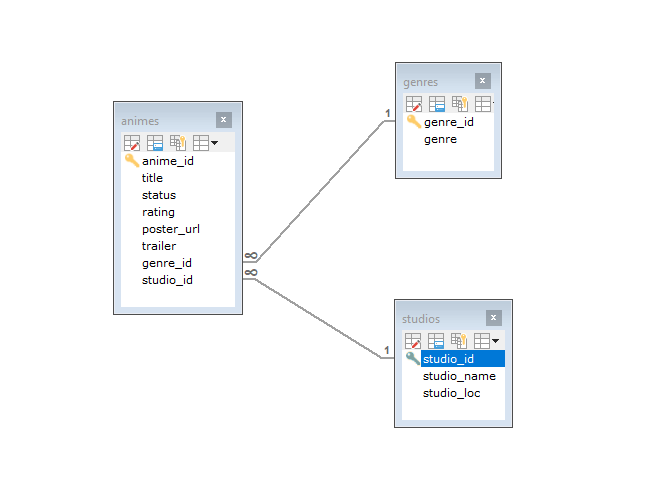 animes
x
anime_id
title
status
rating
poster_url
trailer
genre_id
studio_id
∞
∞
1
genres
x
genre_id
genre
1
studios
x
studio_id
studio_name
studio_loc